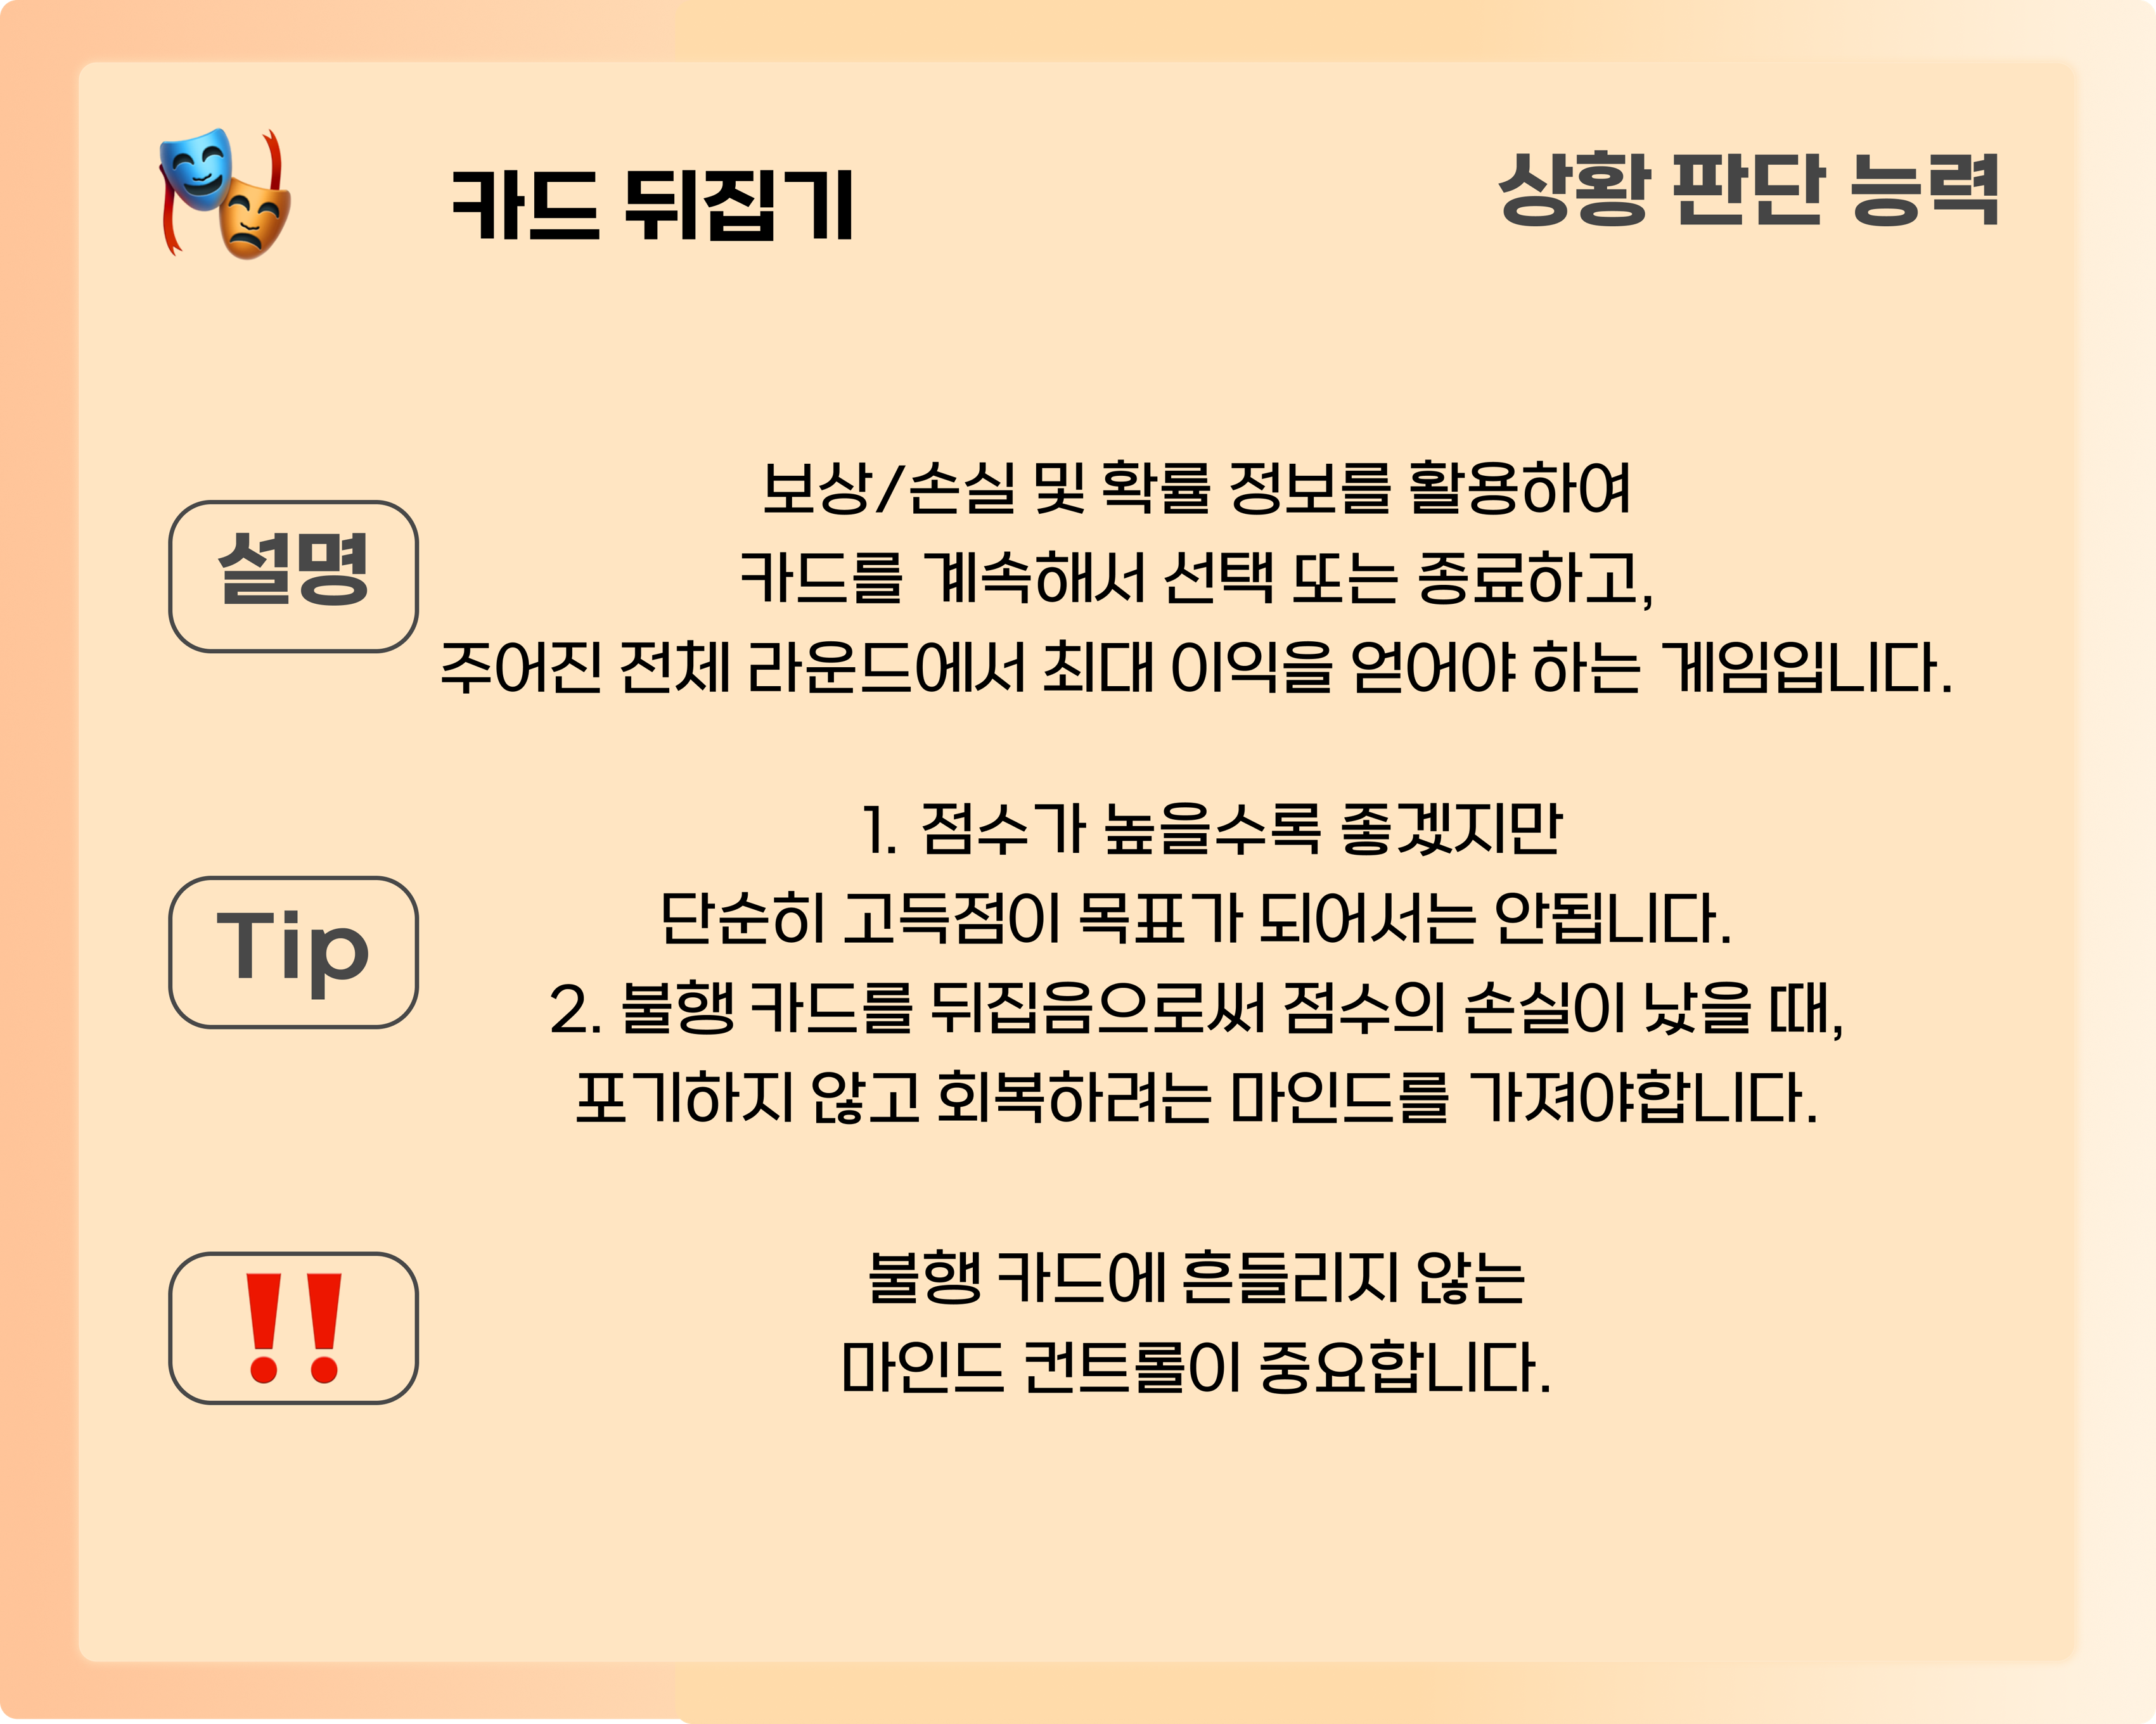 카드 뒤집기
상황 판단 능력
설명
보상/손실 및 확률 정보를 활용하여
카드를 계속해서 선택 또는 종료하고,
주어진 전체 라운드에서 최대 이익을 얻어야 하는 게임입니다.
Tip
1. 점수가 높을수록 좋겠지만
단순히 고득점이 목표가 되어서는 안됩니다.
2. 불행 카드를 뒤집음으로써 점수의 손실이 났을 때,
포기하지 않고 회복하려는 마인드를 가져야합니다.
‼
불행 카드에 흔들리지 않는
마인드 컨트롤이 중요합니다.